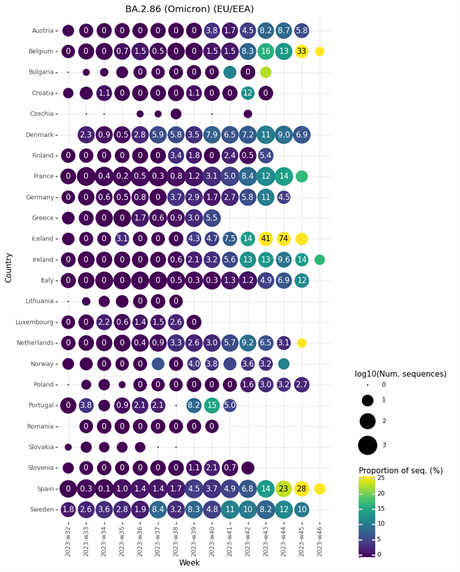 BA.2.86 (Omicron) (EU/EEA)
Austria 0 0 0 0 0 0 0 3.8 1.7 4.5 8.2 8.7 5.8
Belgium 0 0 0 0.7 1.5 0.5 0 0 1.5 1.5 8.3 16 13 33
Bulgaria 0 0 0 0 0
Croatia 1.1 0 0 0 0 1.1 0 0 12 0
Czechia
Denmark 2.3 0.9 0.5 2.8 5.9 5.8 3.5 7.9 6.5 7.2 11 9.0 6.9
Finland 0 0 0 0 0 0 3.4 1.8 0 2.4 0.5 5.4
France 0 0 0.4 0.2 0.5 0.3 0.8 1.2 3.1 5.0 8.4 12 14
Germany 0 0 0.6 0.5 0.8 0 3.7 2.9 1.7 2.7 5.8 11 4.5
Greece 0 0 0 0 1.7 0.6 0.9 3.0 5.5
Iceland 0 0 0 3.1 0 0 0 4.3 4.7 7.5 14 41 74
Ireland 0 0 0 0 0 0 0.6 2.1 3.2 5.6 13 13 9.6 14
Italy 0 0 0 0 0 0 0.5 0.3 0.3 1.3 1.2 4.9 6.9 12
Lithuania 0 0 0 0
Luxembourg 0 0 2.2 0.6 1.4 1.5 2.6 0
Netherlands 0 0 0 0 0.4 0.9 3.3 2.6 3.0 5.7 9.2 6.5 3.1
Norway 0 0 0 4.0 3.8 3.6 3.2
Poland 0 0 0 0 0 0 1.6 3.0 3.2 2.7
Portugal 0 3.8 0.9 2.1 2.1 8.2 15 5.0
Romania 0 0 0 0 0 0 0 0
Slovakia 0 0 0
Slovenia 0 0 0 0 0 0 0 1.1 2.1 0.7
Spain 0 0.3 0.1 1.0 1.4 1.4 1.7 4.5 3.7 4.9 6.8 14 23 28
Sweden 1.8 2.6 3.6 2.8 1.9 8.4 3.2 8.3 4.8 11 10 8.2 12 10
Country
2023-w32 2023-w33 2023-w34 2023-w35 2023-w36 2023-w37 2023-w38 2023-w39 2023-w40 2023-w41 2023-w42 2023-w43 2023-w44 2023-w45 2023-w46
Week
log10(Num. sequences)
0
1
2
3
Proportion of seq. (%)
25
20
15
10
5
0